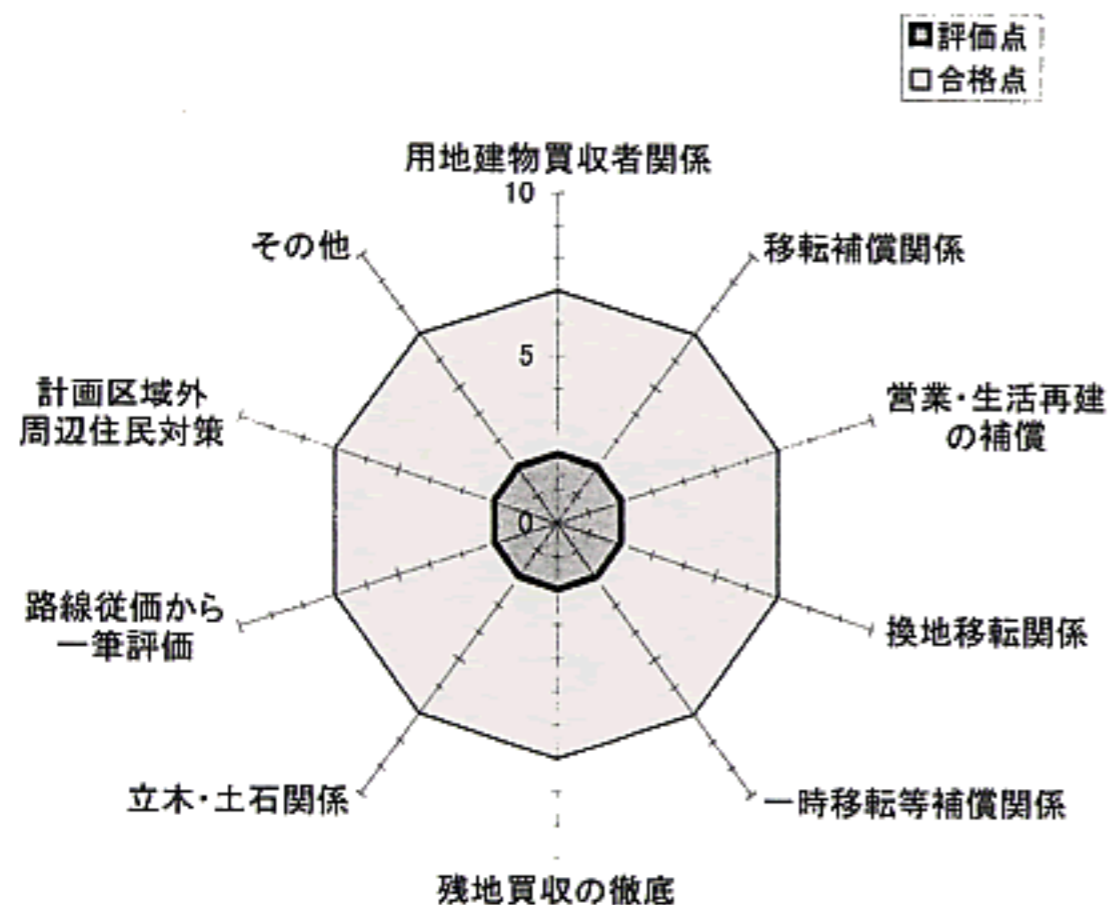 評価点
合格点
用地建物買収者関係
10
その他
移転補償関係
5
計画区域外
周辺住民対策
営業・生活再建
の補償
0
路線従価から
一筆評価
換地移転関係
立木・土石関係
一時移転等補償関係
残地買収の徹底